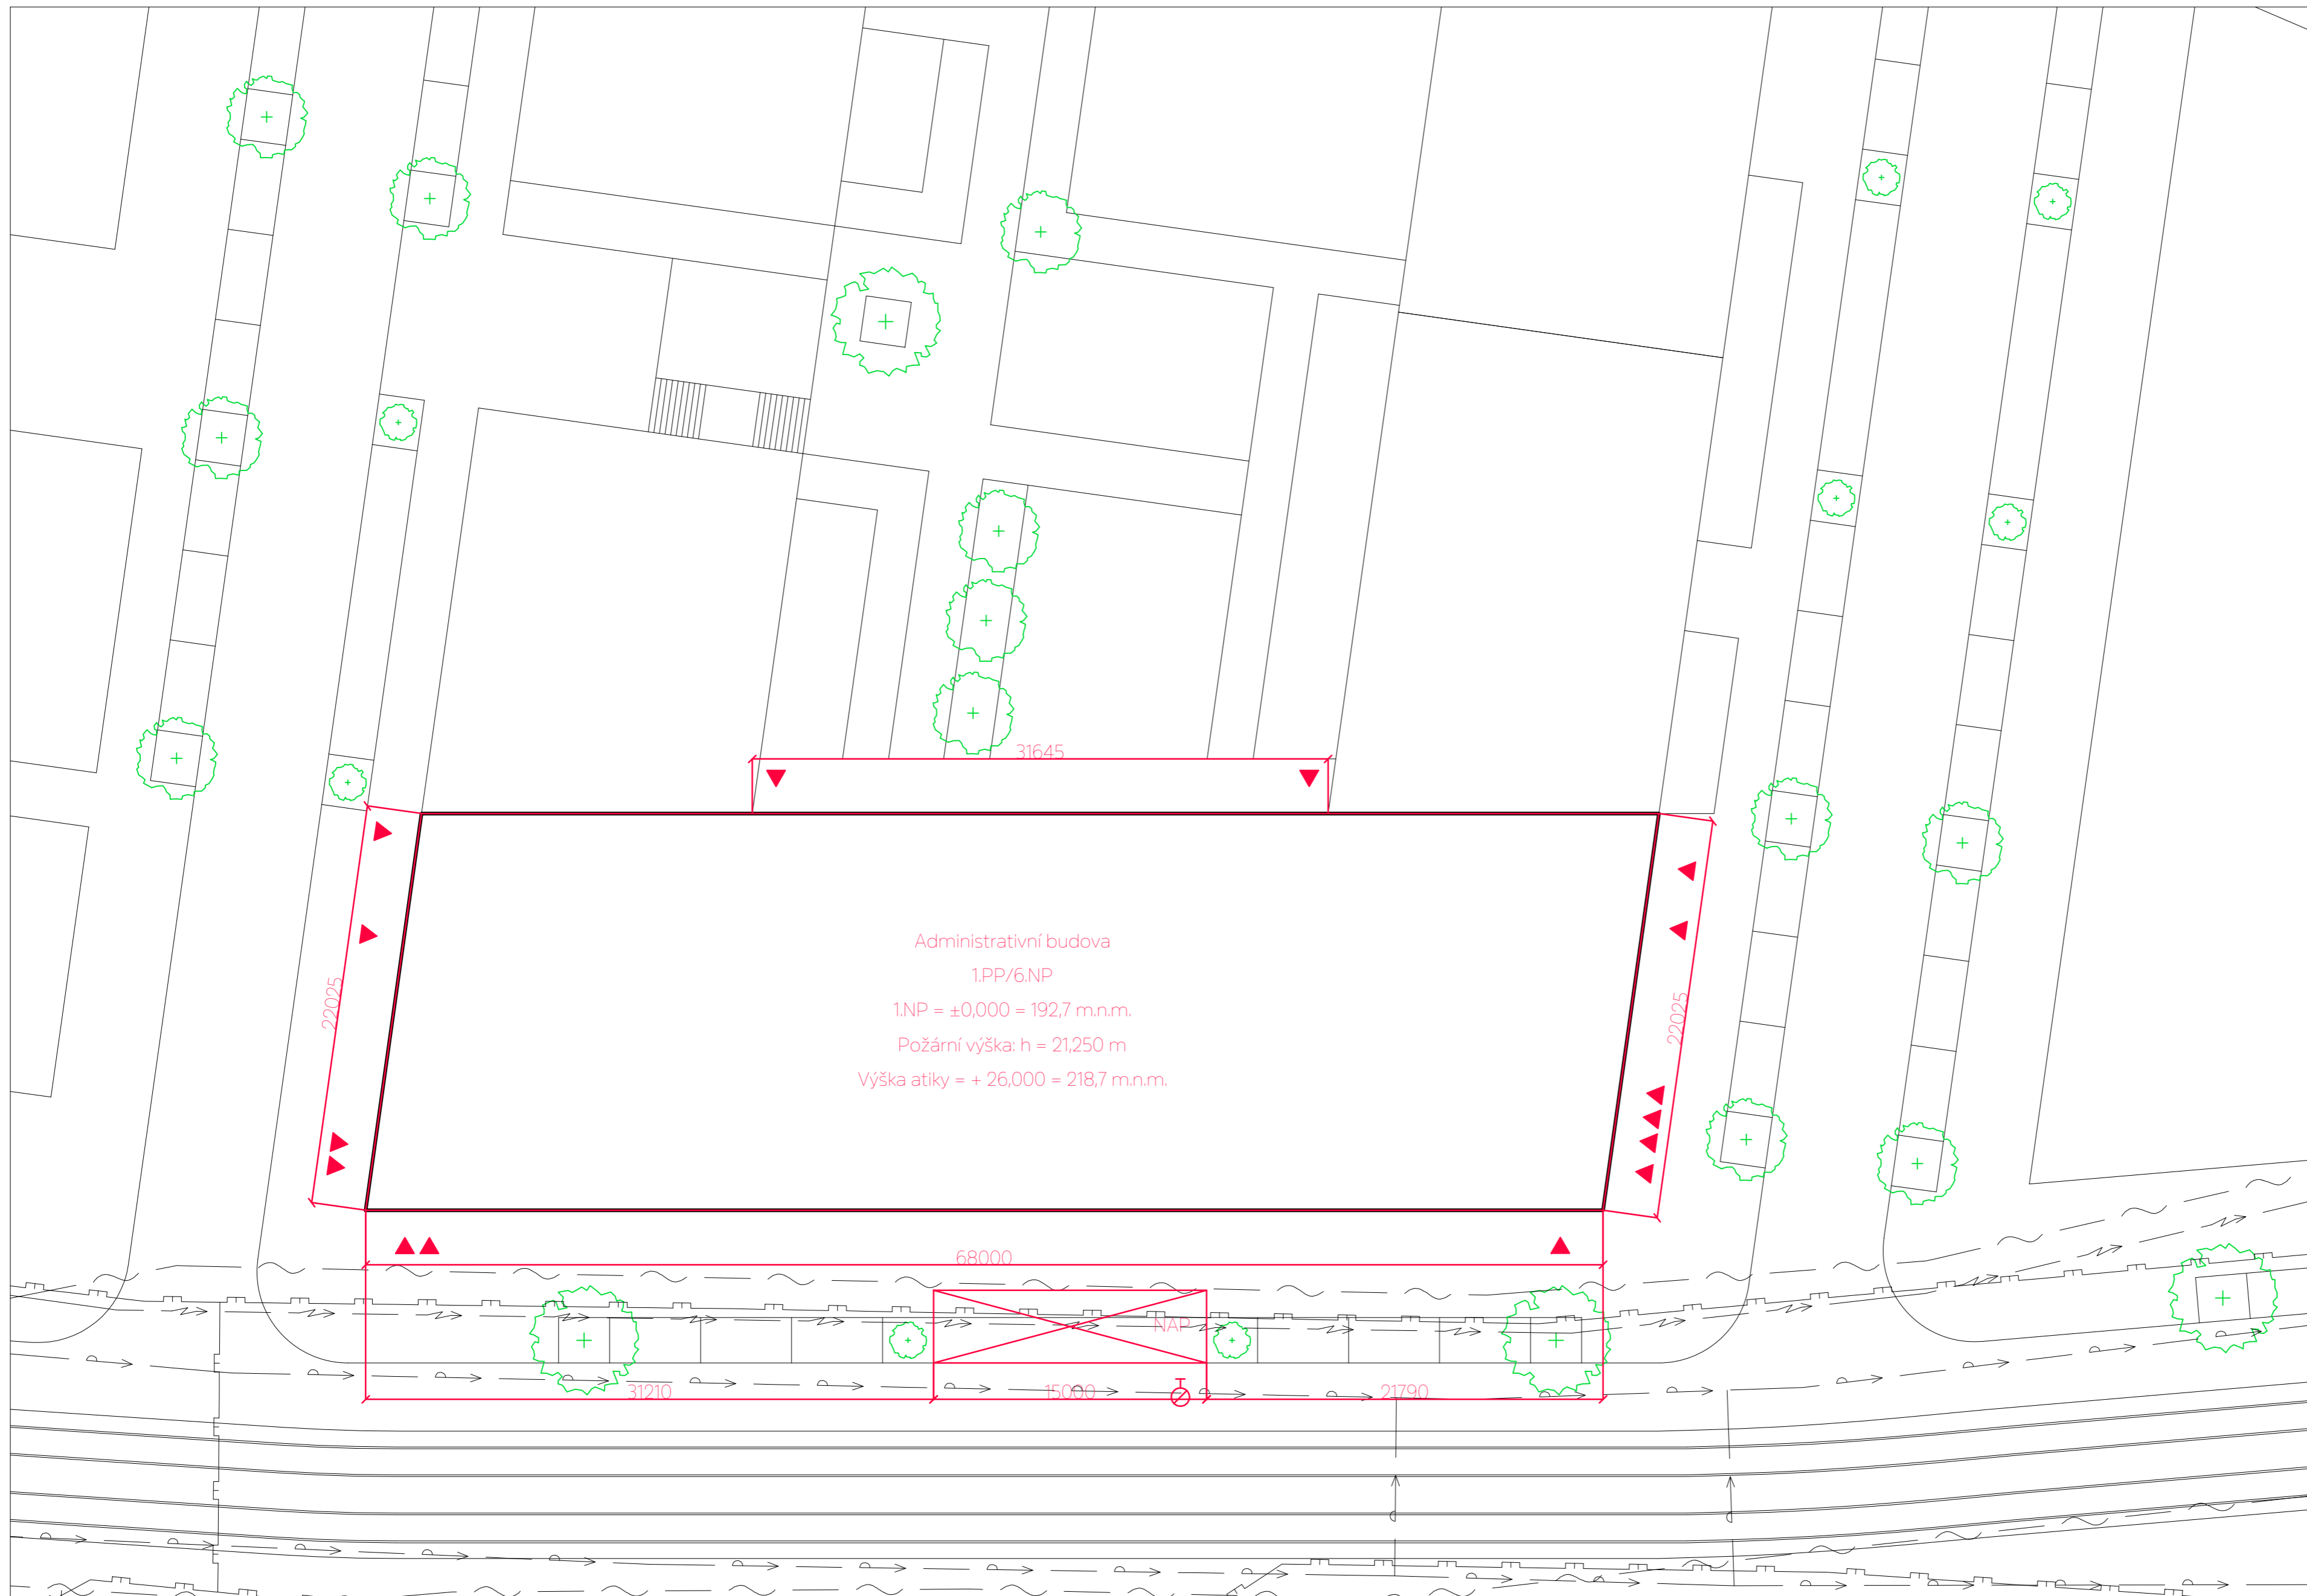 31645
Administrativní budova
1.PP/6.NP
1.NP = ±0,000 = 192,7 m.n.m.
Požární výška: h = 21,250 m
Výška atiky = + 26,000 = 218,7 m.n.m.
22025
22025
68000
NAP
31210
15000
21790